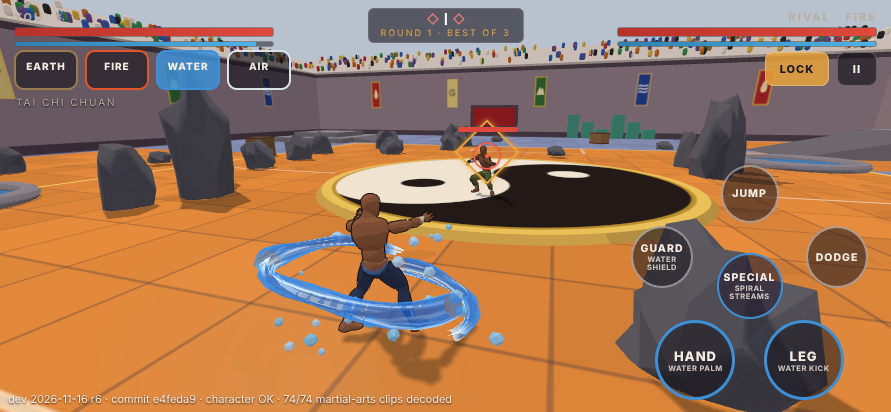 RIVAL · FIRE
ROUND 1 · BEST OF 3
EARTH
FIRE
WATER
AIR
LOCK
TAI CHI CHUAN
JUMP
GUARD
WATER
SHIELD
DODGE
SPECIAL
SPIRAL
STREAMS
HAND
WATER PALM
LEG
WATER KICK
dev 2026-11-16 r6 · commit e4feda9 · character OK · 74/74 martial-arts clips decoded